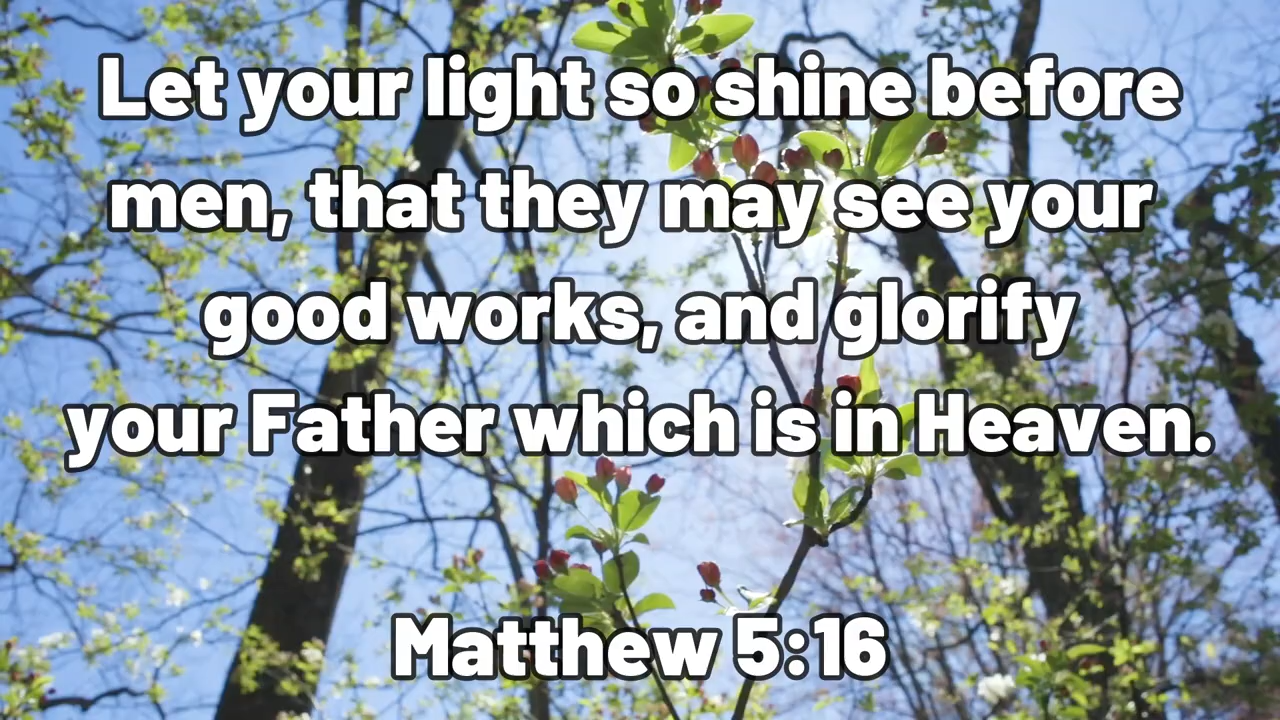 Let your light so shine before
men, that they may see your
good works, and glorify
your Father which is in Heaven.
Matthew 5:16